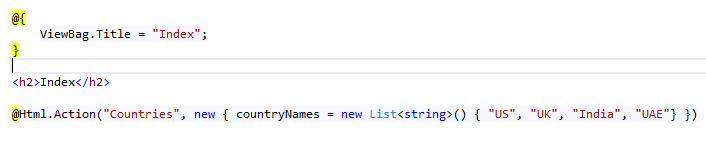 @{
    ViewBag.Title = "Index";
}
<h2>Index</h2>
@Html.Action("Countries", new { countryNames = new List<string>() { "US", "UK", "India", "UAE"} })